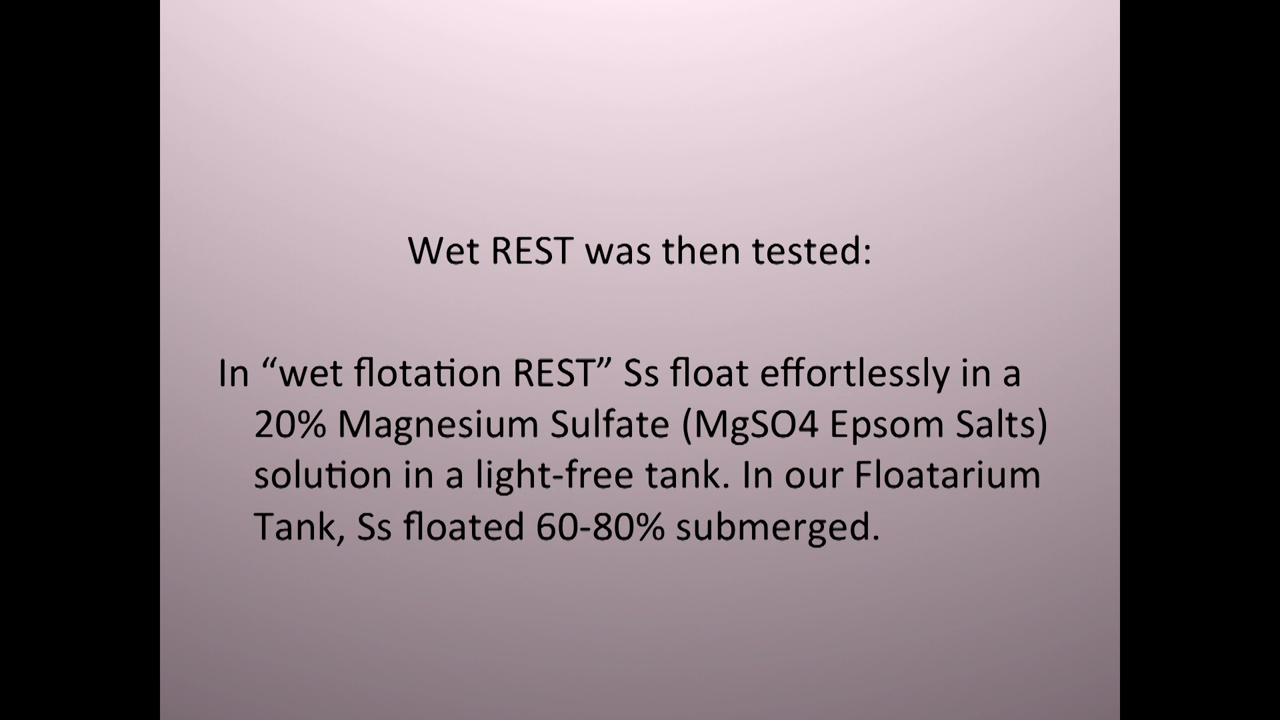 Wet REST was then tested:
In “wet flotation REST” Ss float effortlessly in a
20% Magnesium Sulfate (MgSO4 Epsom Salts)
solution in a light-free tank. In our Floatarium
Tank, Ss floated 60-80% submerged.